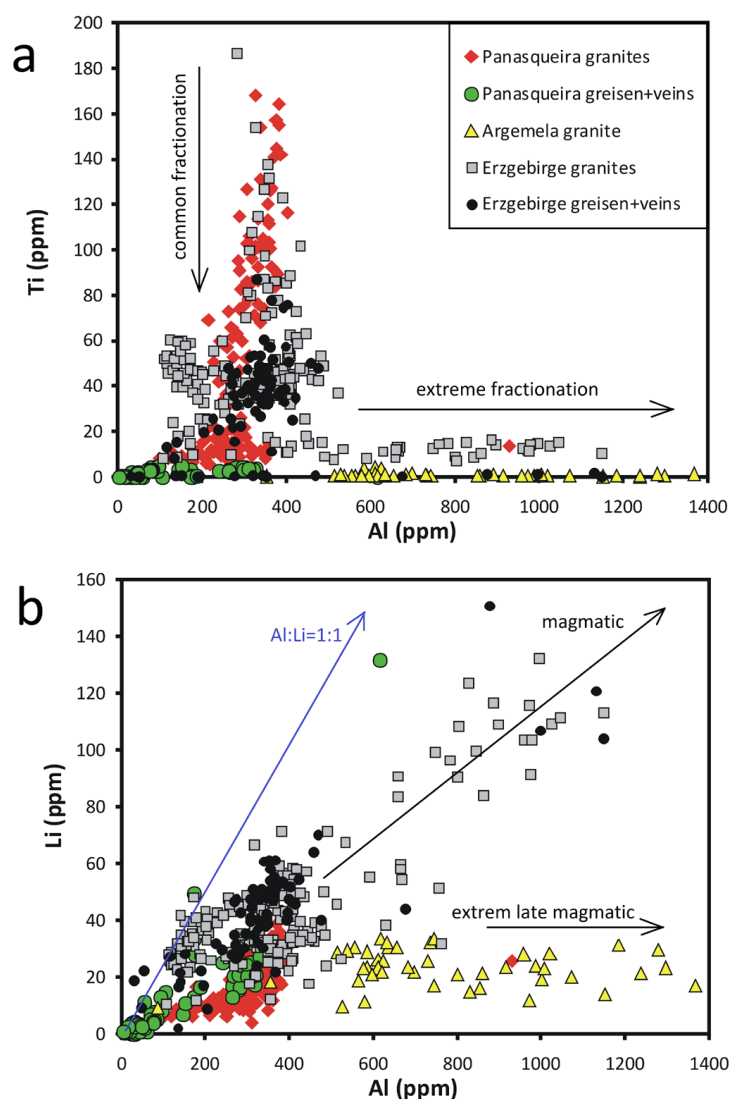 a
200
180
160
140
120
100
80
60
40
20
0
Ti (ppm)
common fractionation
Panasqueira granites
Panasqueira greisen+veins
Argemela granite
Erzgebirge granites
Erzgebirge greisen+veins
extreme fractionation
0 200 400 600 800 1000 1200 1400
Al (ppm)
b
160
140
120
100
80
60
40
20
0
Li (ppm)
Al:Li=1:1
magmatic
extrem late magmatic
0 200 400 600 800 1000 1200 1400
Al (ppm)